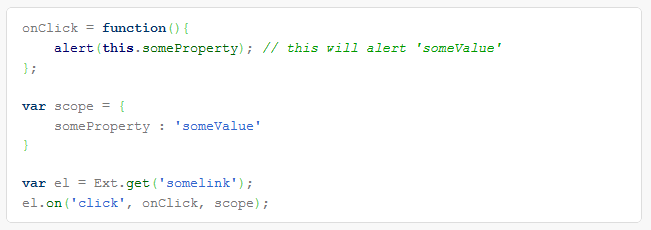 onClick = function(){
    alert(this.someProperty); // this will alert 'someValue'
};
var scope = {
    someProperty : 'someValue'
}
var el = Ext.get('somelink');
el.on('click', onClick, scope);